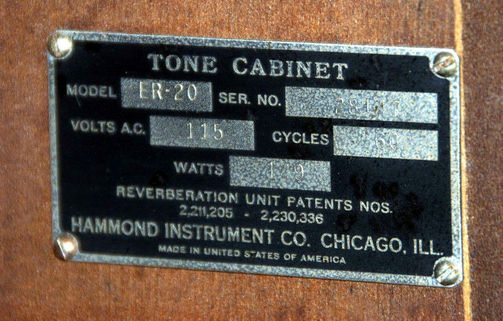 TONE CABINET
MODEL ER-20 SER. NO.
VOLTS A.C. 115 CYCLES 60
WATTS
REVERBERATION UNIT PATENTS NOS.
2,211,205 - 2,230,336
HAMMOND INSTRUMENT CO. CHICAGO, ILL.
MADE IN UNITED STATES OF AMERICA